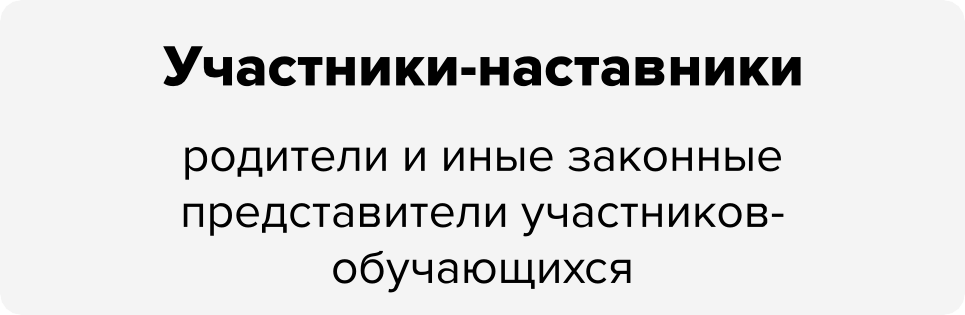 Участники-наставники
родители и иные законные
представители участников-
обучающихся